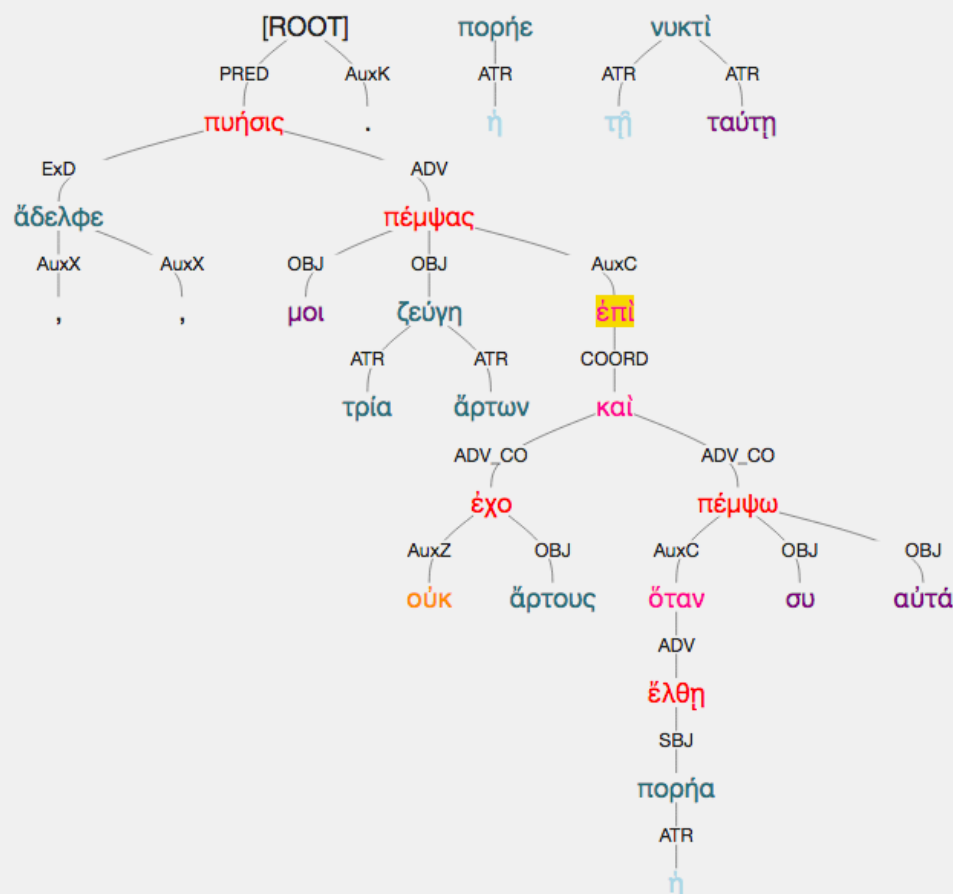 [ROOT] πορήε νυκτὶ
PRED AuxK ATR ATR ATR
πυήσις . ἡ τῇ ταύτῃ
ExD ADV
ἄδελφε πέμψας
AuxX AuxX OBJ OBJ AuxC
, , μοι ζεύγη ἐπὶ
ATR ATR COORD
τρία ἄρτων καὶ
ADV_CO ADV_CO
ἐχο πέμψω
AuxZ OBJ AuxC OBJ OBJ
οὐκ ἄρτους ὅταν συ αὐτά
ADV
ἔλθῃ
SBJ
πορήα
ATR
ἡ